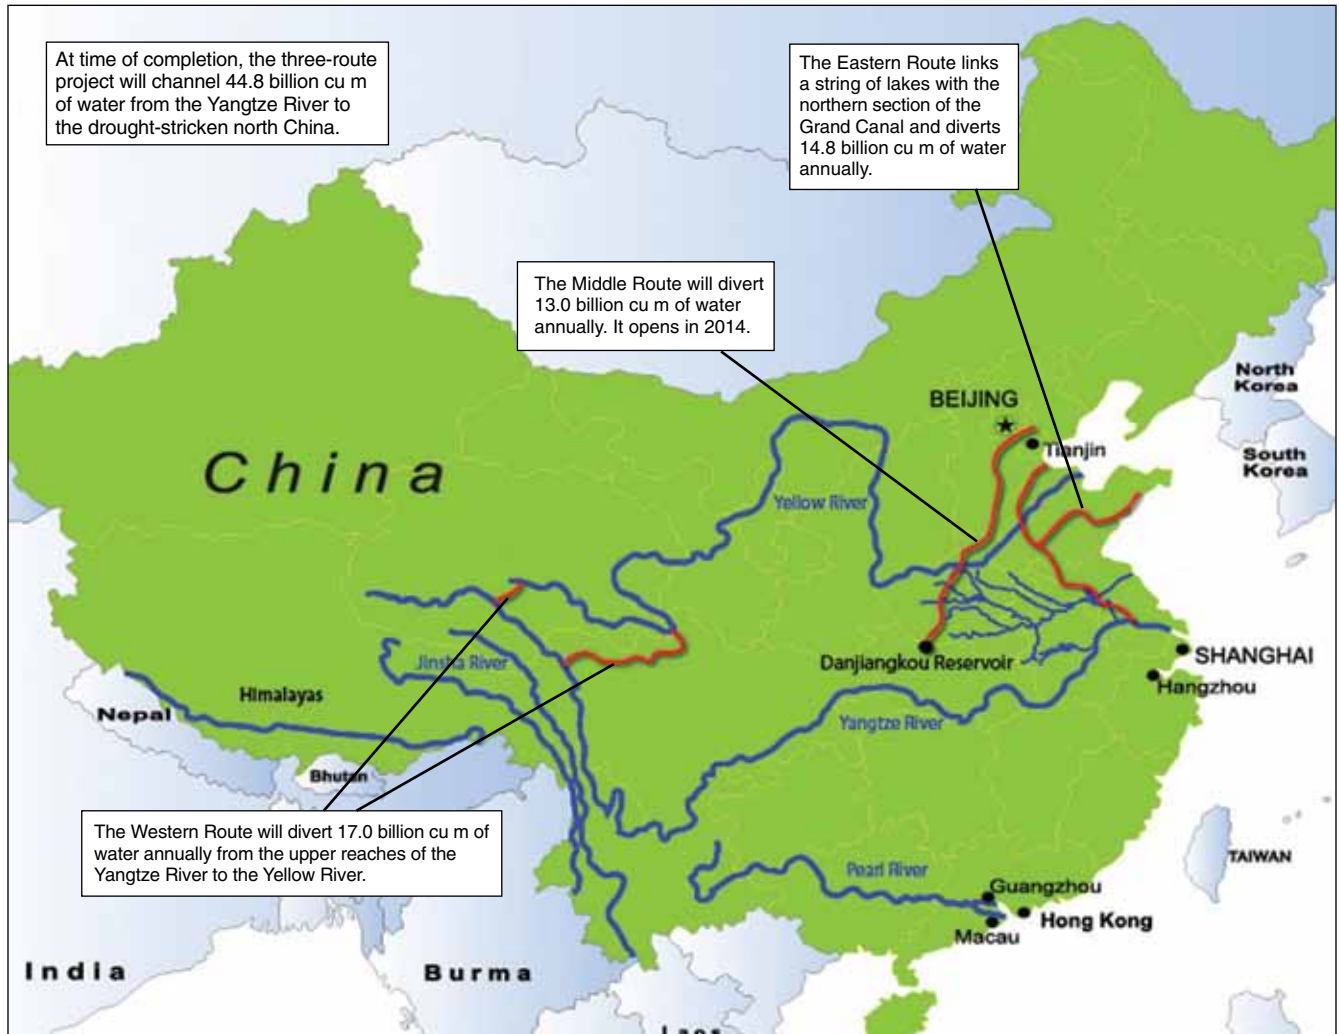 At time of completion, the three-route
project will channel 44.8 billion cu m
of water from the Yangtze River to
the drought-stricken north China.
The Eastern Route links
a string of lakes with the
northern section of the
Grand Canal and diverts
14.8 billion cu m of water
annually.
The Middle Route will divert
13.0 billion cu m of water
annually. It opens in 2014.
North
Korea
BEIJING
Tianjin
South
Korea
China
Yellow River
Jinsha River
Danjiangkou Reservoir
SHANGHAI
Hangzhou
Himalayas
Nepal
Yangtze River
Bhutan
The Western Route will divert 17.0 billion cu m of
water annually from the upper reaches of the
Yangtze River to the Yellow River.
TAIWAN
Pearl River
Guangzhou
Hong Kong
Macau
India
Burma
Laos